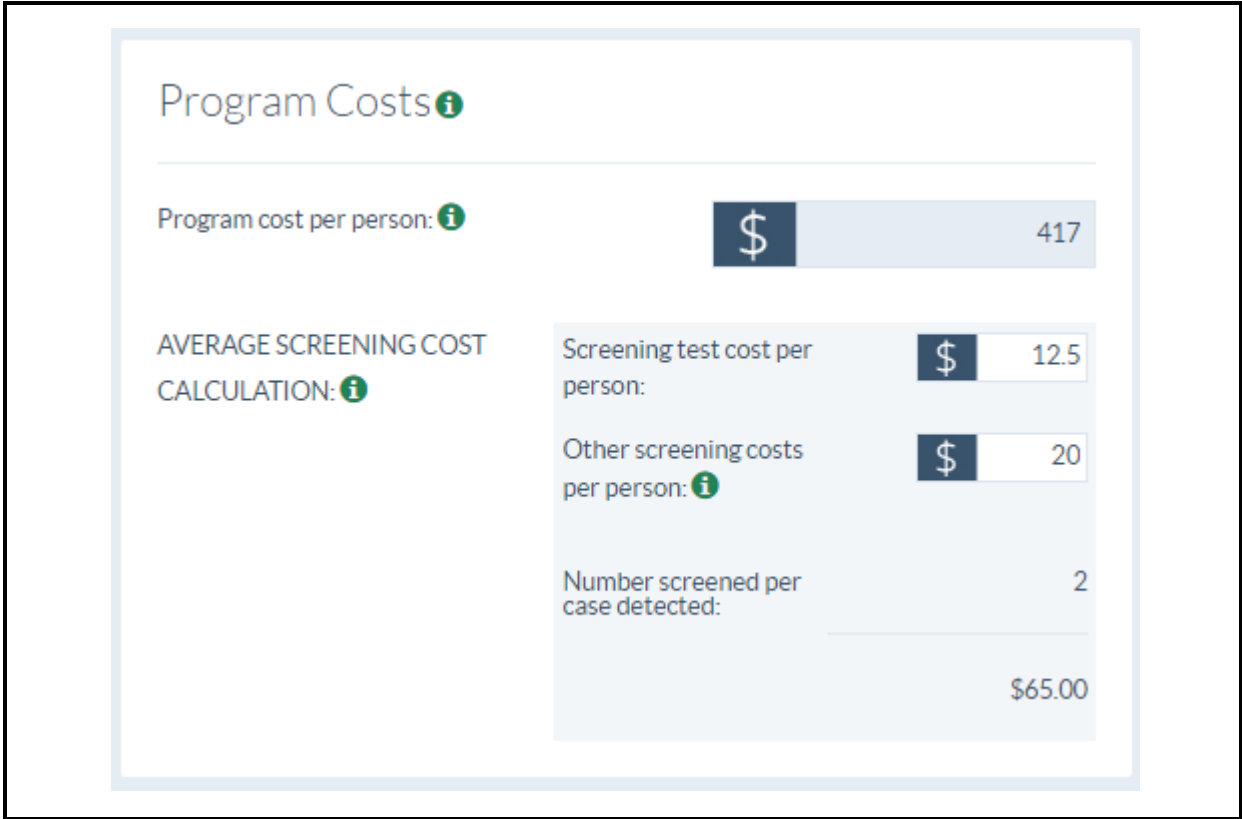 Program Costs
Program cost per person:
$ 417
AVERAGE SCREENING COST
CALCULATION:
Screening test cost per
person:
$ 12.5
Other screening costs
per person:
$ 20
Number screened per
case detected:
2
$65.00